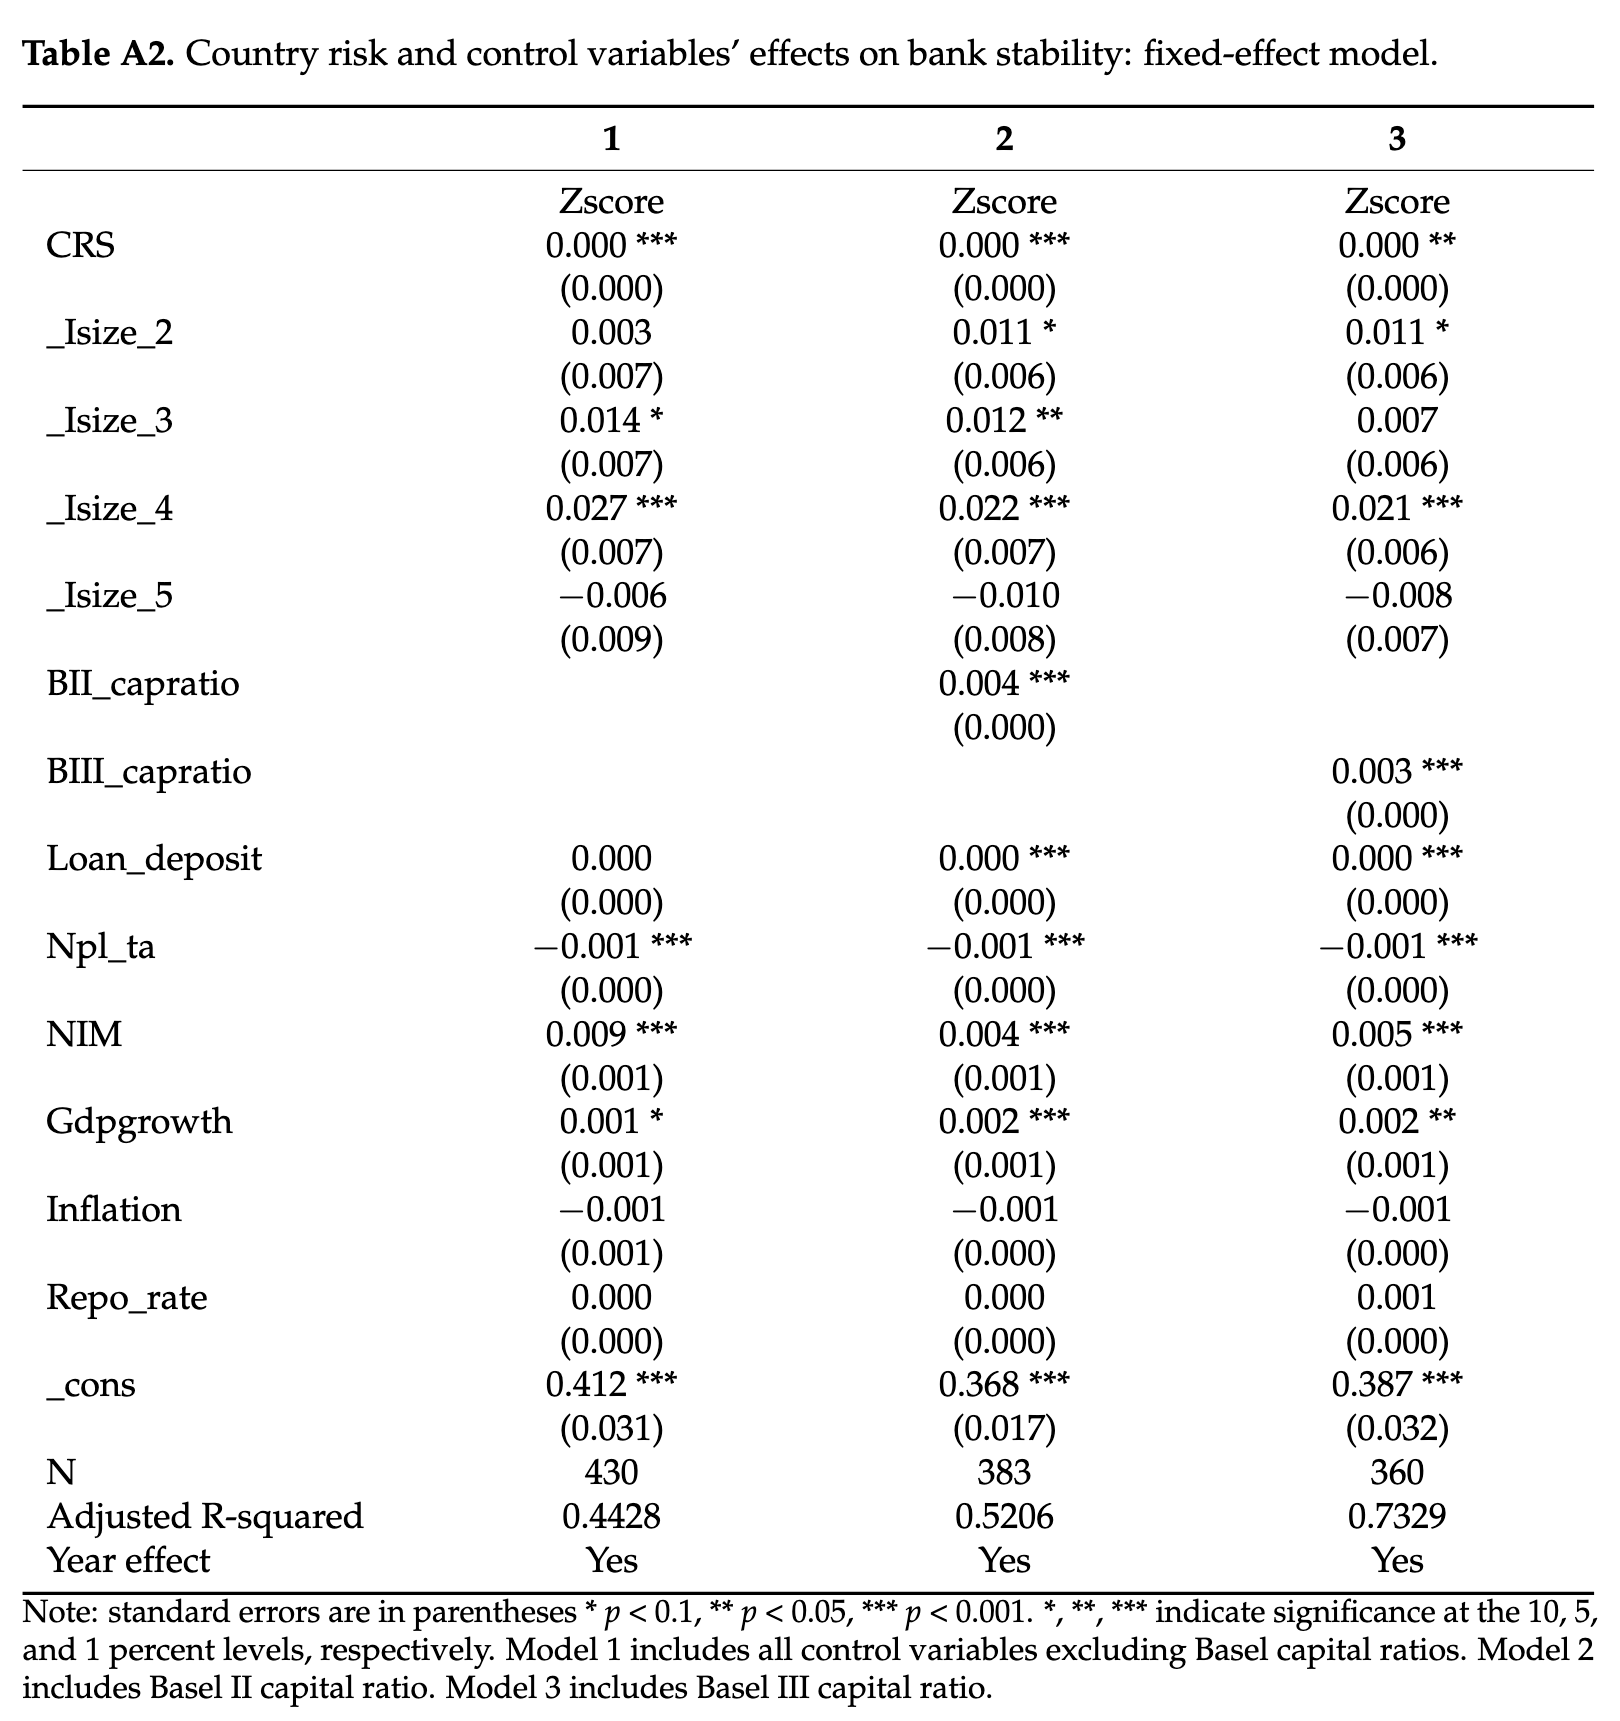 Table A2. Country risk and control variables’ effects on bank stability: fixed-effect model.
1 2 3
Zscore Zscore Zscore
CRS 0.000 *** 0.000 *** 0.000 **
(0.000) (0.000) (0.000)
_Isize_2 0.003 0.011 * 0.011 *
(0.007) (0.006) (0.006)
_Isize_3 0.014 * 0.012 ** 0.007
(0.007) (0.006) (0.006)
_Isize_4 0.027 *** 0.022 *** 0.021 ***
(0.007) (0.007) (0.006)
_Isize_5 −0.006 −0.010 −0.008
(0.009) (0.008) (0.007)
BII_capratio 0.004 ***
(0.000)
BIII_capratio 0.003 ***
(0.000)
Loan_deposit 0.000 0.000 *** 0.000 ***
(0.000) (0.000) (0.000)
Npl_ta −0.001 *** −0.001 *** −0.001 ***
(0.000) (0.000) (0.000)
NIM 0.009 *** 0.004 *** 0.005 ***
(0.001) (0.001) (0.001)
Gdpgrowth 0.001 * 0.002 *** 0.002 **
(0.001) (0.001) (0.001)
Inflation −0.001 −0.001 −0.001
(0.001) (0.000) (0.000)
Repo_rate 0.000 0.000 0.001
(0.000) (0.000) (0.000)
_cons 0.412 *** 0.368 *** 0.387 ***
(0.031) (0.017) (0.032)
N 430 383 360
Adjusted R-squared 0.4428 0.5206 0.7329
Year effect Yes Yes Yes
Note: standard errors are in parentheses * p < 0.1, ** p < 0.05, *** p < 0.001. *, **, *** indicate significance at the 10, 5,
and 1 percent levels, respectively. Model 1 includes all control variables excluding Basel capital ratios. Model 2
includes Basel II capital ratio. Model 3 includes Basel III capital ratio.